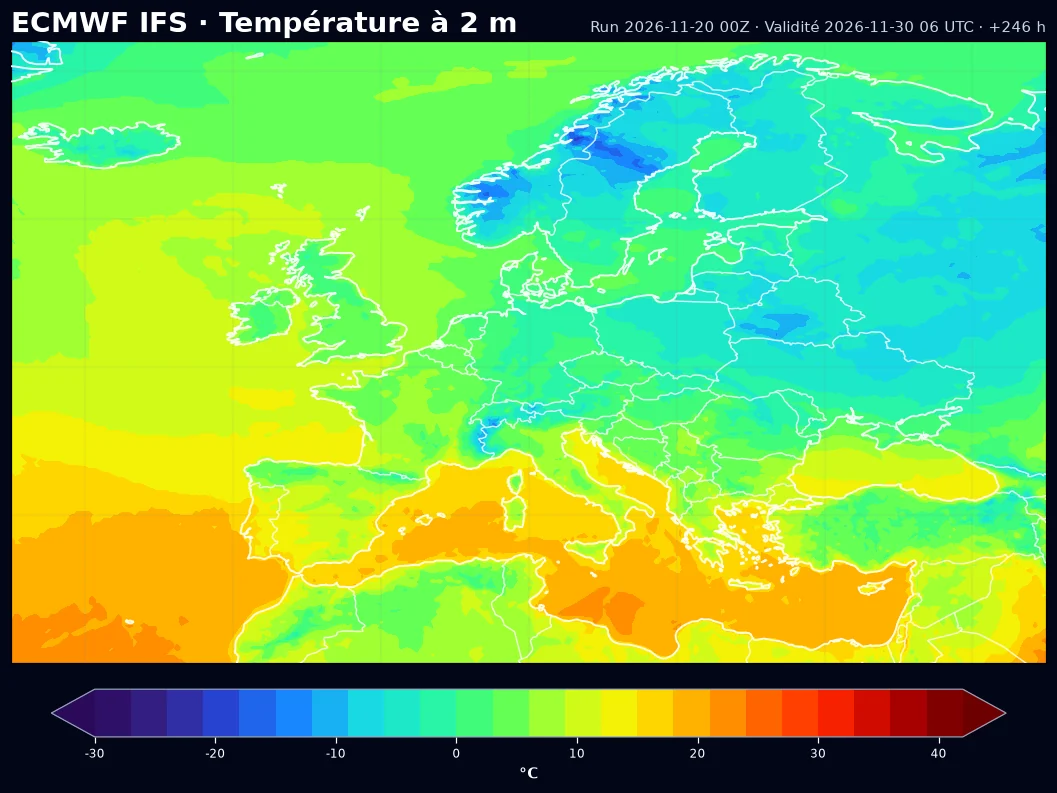 ECMWF IFS · Température à 2 m
Run 2026-11-20 00Z · Validité 2026-11-30 06 UTC · +246 h
-30 -20 -10 0 10 20 30 40
°C